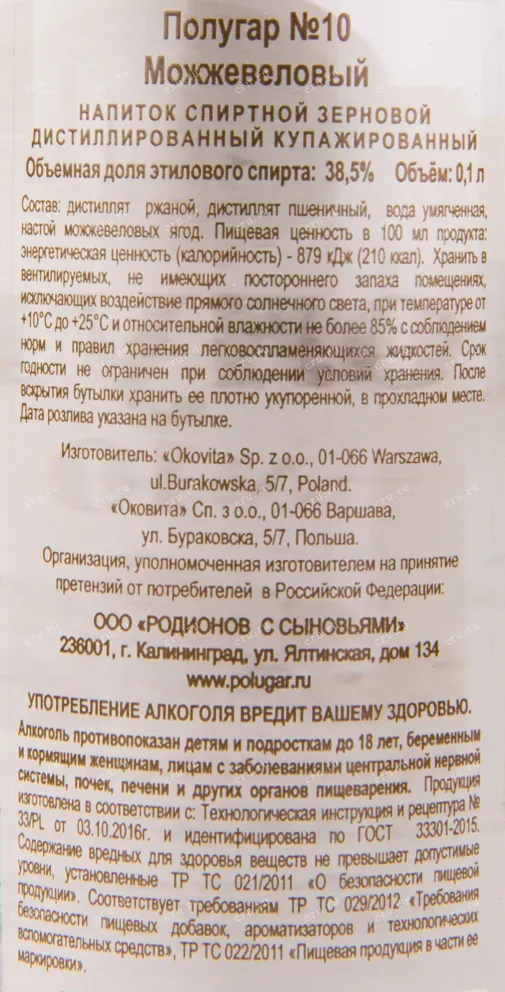 Полугар №10
Можжевеловый
НАПИТОК СПИРТНОЙ ЗЕРНОВОЙ
ДИСТИЛЛИРОВАННЫЙ КУПАЖИРОВАННЫЙ
Объемная доля этилового спирта: 38,5% Объём: 0,1 л
Состав: дистиллят ржаной, дистиллят пшеничный, вода умягченная,
настой можжевеловых ягод. Пищевая ценность в 100 мл продукта:
энергетическая ценность (калорийность) - 879 кДж (210 ккал). Хранить в
вентилируемых, не имеющих постороннего запаха помещениях,
исключающих воздействие прямого солнечного света, при температуре от
+10°С до +25°С и относительной влажности не более 85% с соблюдением
норм и правил хранения легковоспламеняющихся жидкостей. Срок
годности не ограничен при соблюдении условий хранения. После
вскрытия бутылки хранить ее плотно укупоренной, в прохладном месте.
Дата розлива указана на бутылке.
Изготовитель: «Okovita» Sp. z o.o., 01-066 Warszawa,
ul.Burakowska, 5/7, Poland.
«Оковита» Сп. з о.о., 01-066 Варшава,
ул. Бураковска, 5/7, Польша.
Организация, уполномоченная изготовителем на принятие
претензий от потребителей в Российской Федерации:
ООО «РОДИОНОВ С СЫНОВЬЯМИ»
236001, г. Калининград, ул. Ялтинская, дом 134
www.polugar.ru
УПОТРЕБЛЕНИЕ АЛКОГОЛЯ ВРЕДИТ ВАШЕМУ ЗДОРОВЬЮ.
Алкоголь противопоказан детям и подросткам до 18 лет, беременным
и кормящим женщинам, лицам с заболеваниями центральной нервной
системы, почек, печени и других органов пищеварения. Продукция
изготовлена в соответствии с: Технологическая инструкция и рецептура №
33/PL от 03.10.2016г. и идентифицирована по ГОСТ 33301-2015.
Содержание вредных для здоровья веществ не превышает допустимые
уровни, установленные ТР ТС 021/2011 «О безопасности пищевой
продукции». Соответствует требованиям ТР ТС 029/2012 «Требования
безопасности пищевых добавок, ароматизаторов и технологических
вспомогательных средств», ТР ТС 022/2011 «Пищевая продукция в части ее
маркировки».